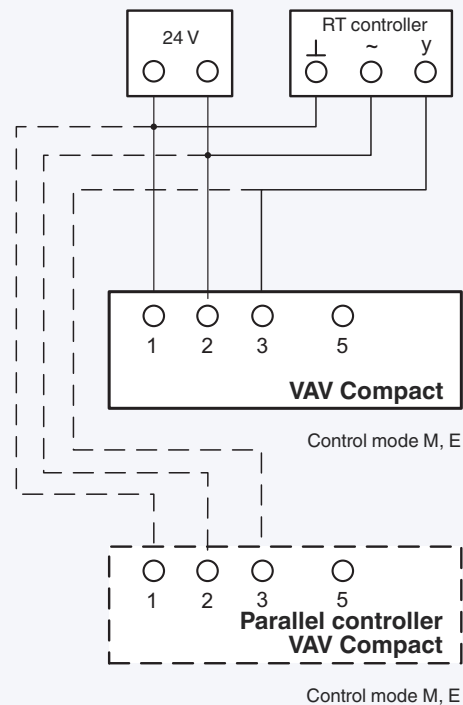 24 V
RT controller
⊥ ~ y
1 2 3 5
VAV Compact
Control mode M, E
1 2 3 5
Parallel controller
VAV Compact
Control mode M, E